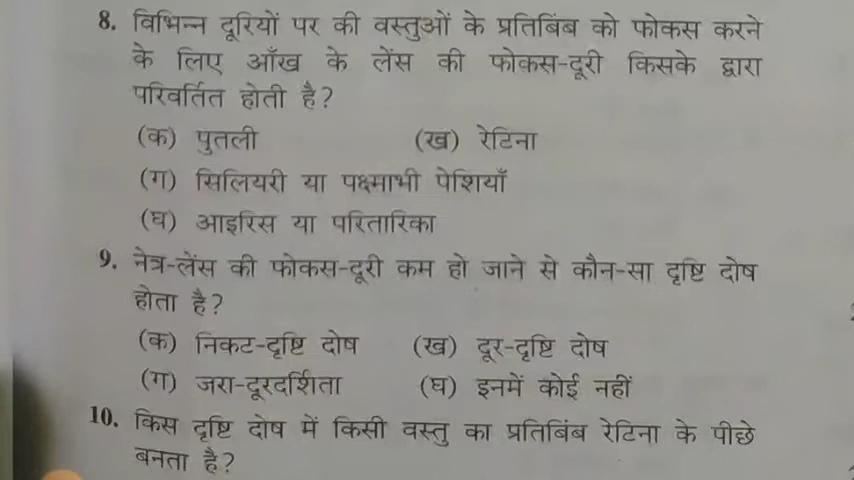 8. विभिन्न दूरियों पर की वस्तुओं के प्रतिबिंब को फोकस करने
के लिए आँख के लेंस की फोकस-दूरी किसके द्वारा
परिवर्तित होती है?
(क) पुतली (ख) रेटिना
(ग) सिलियरी या पक्ष्माभी पेशियाँ
(घ) आइरिस या परितारिका
9. नेत्र-लेंस की फोकस-दूरी कम हो जाने से कौन-सा दृष्टि दोष
होता है?
(क) निकट-दृष्टि दोष (ख) दूर-दृष्टि दोष
(ग) जरा-दूरदर्शिता (घ) इनमें कोई नहीं
10. किस दृष्टि दोष में किसी वस्तु का प्रतिबिंब रेटिना के पीछे
बनता है?